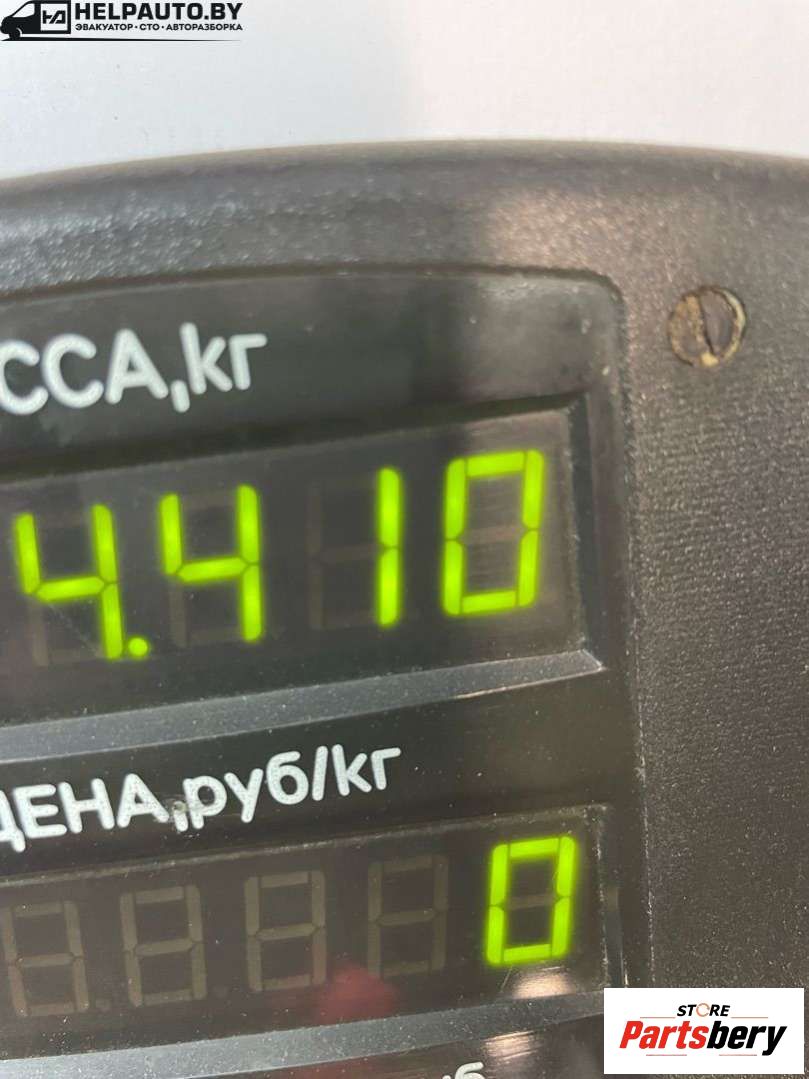 HELPAUTO.BY
ЭВАКУАТОР • СТО • АВТОРАЗБОРКА
ССА,кг
4.410
ЦЕНА,руб/кг
0
STORE
Partsbery